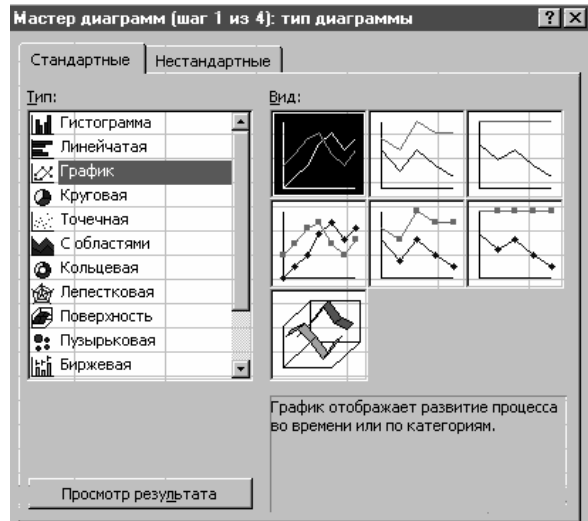 Мастер диаграмм (шаг 1 из 4): тип диаграммы
Стандартные
Нестандартные
Тип:
Гистограмма
Линейчатая
График
Круговая
Точечная
С областями
Кольцевая
Лепестковая
Поверхность
Пузырьковая
Биржевая
Вид:
График отображает развитие процесса
во времени или по категориям.
Просмотр результата